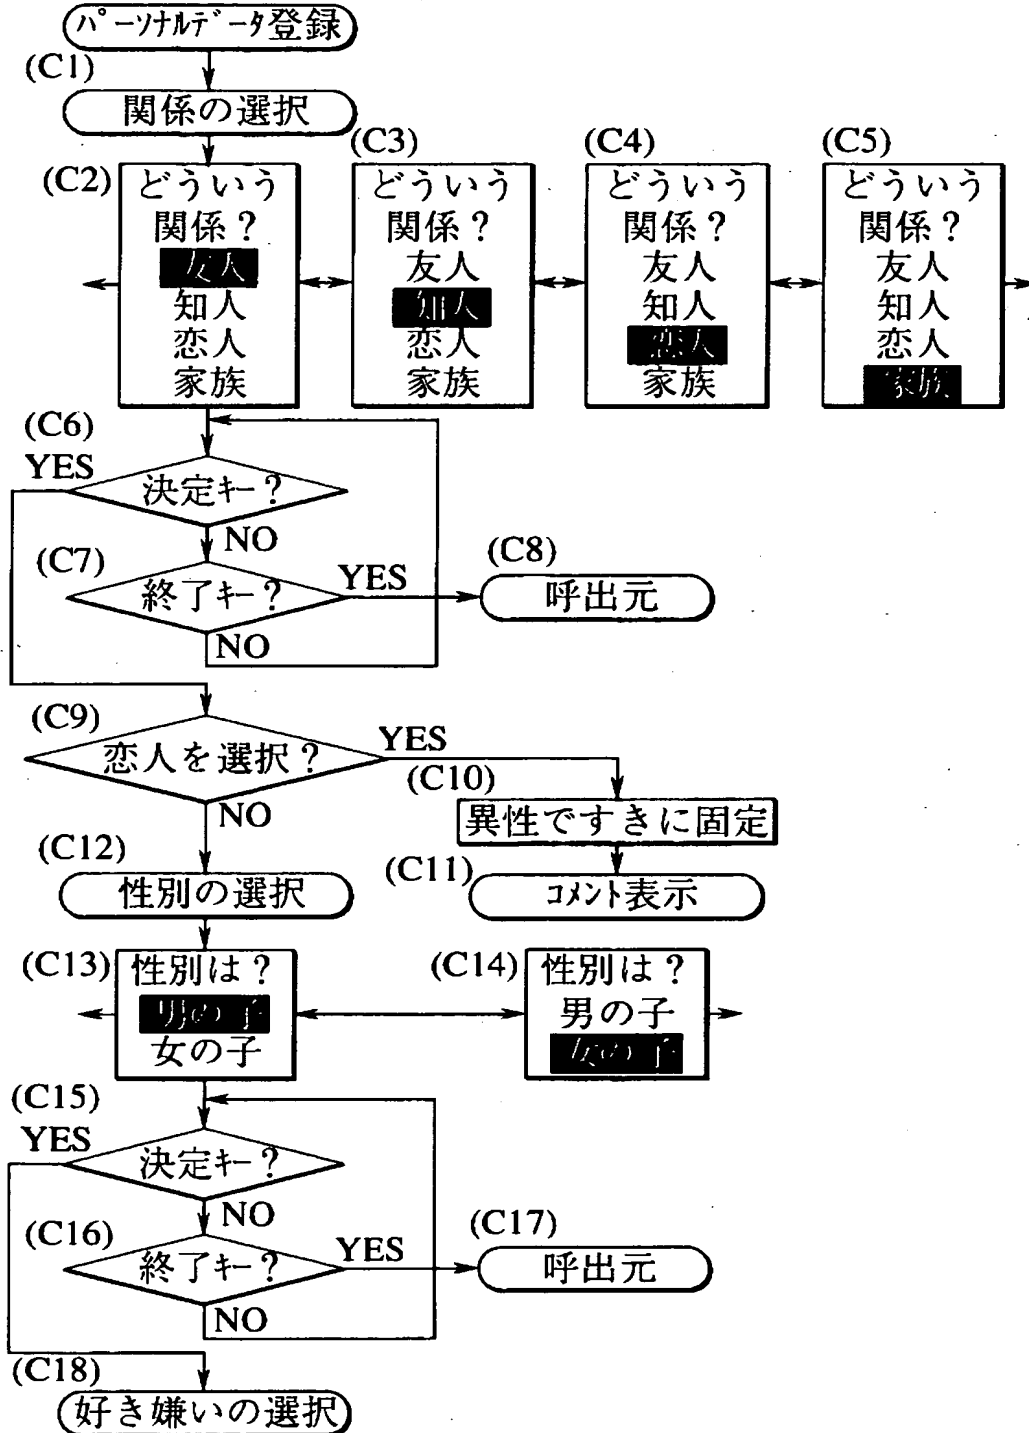 パーソナルデータ登録
(C1)
関係の選択
(C2)
どういう
関係？
友人
知人
恋人
家族
(C3)
どういう
関係？
友人
知人
恋人
家族
(C4)
どういう
関係？
友人
知人
恋人
家族
(C5)
どういう
関係？
友人
知人
恋人
家族
(C6)
YES
決定キー？
NO
(C7)
終了キー？
YES
NO
(C8)
呼出元
(C9)
恋人を選択？
YES
NO
(C10)
異性ですきに固定
(C11)
コメント表示
(C12)
性別の選択
(C13)
性別は？
男の子
女の子
(C14)
性別は？
男の子
女の子
(C15)
YES
決定キー？
NO
(C16)
終了キー？
YES
NO
(C17)
呼出元
(C18)
好き嫌いの選択